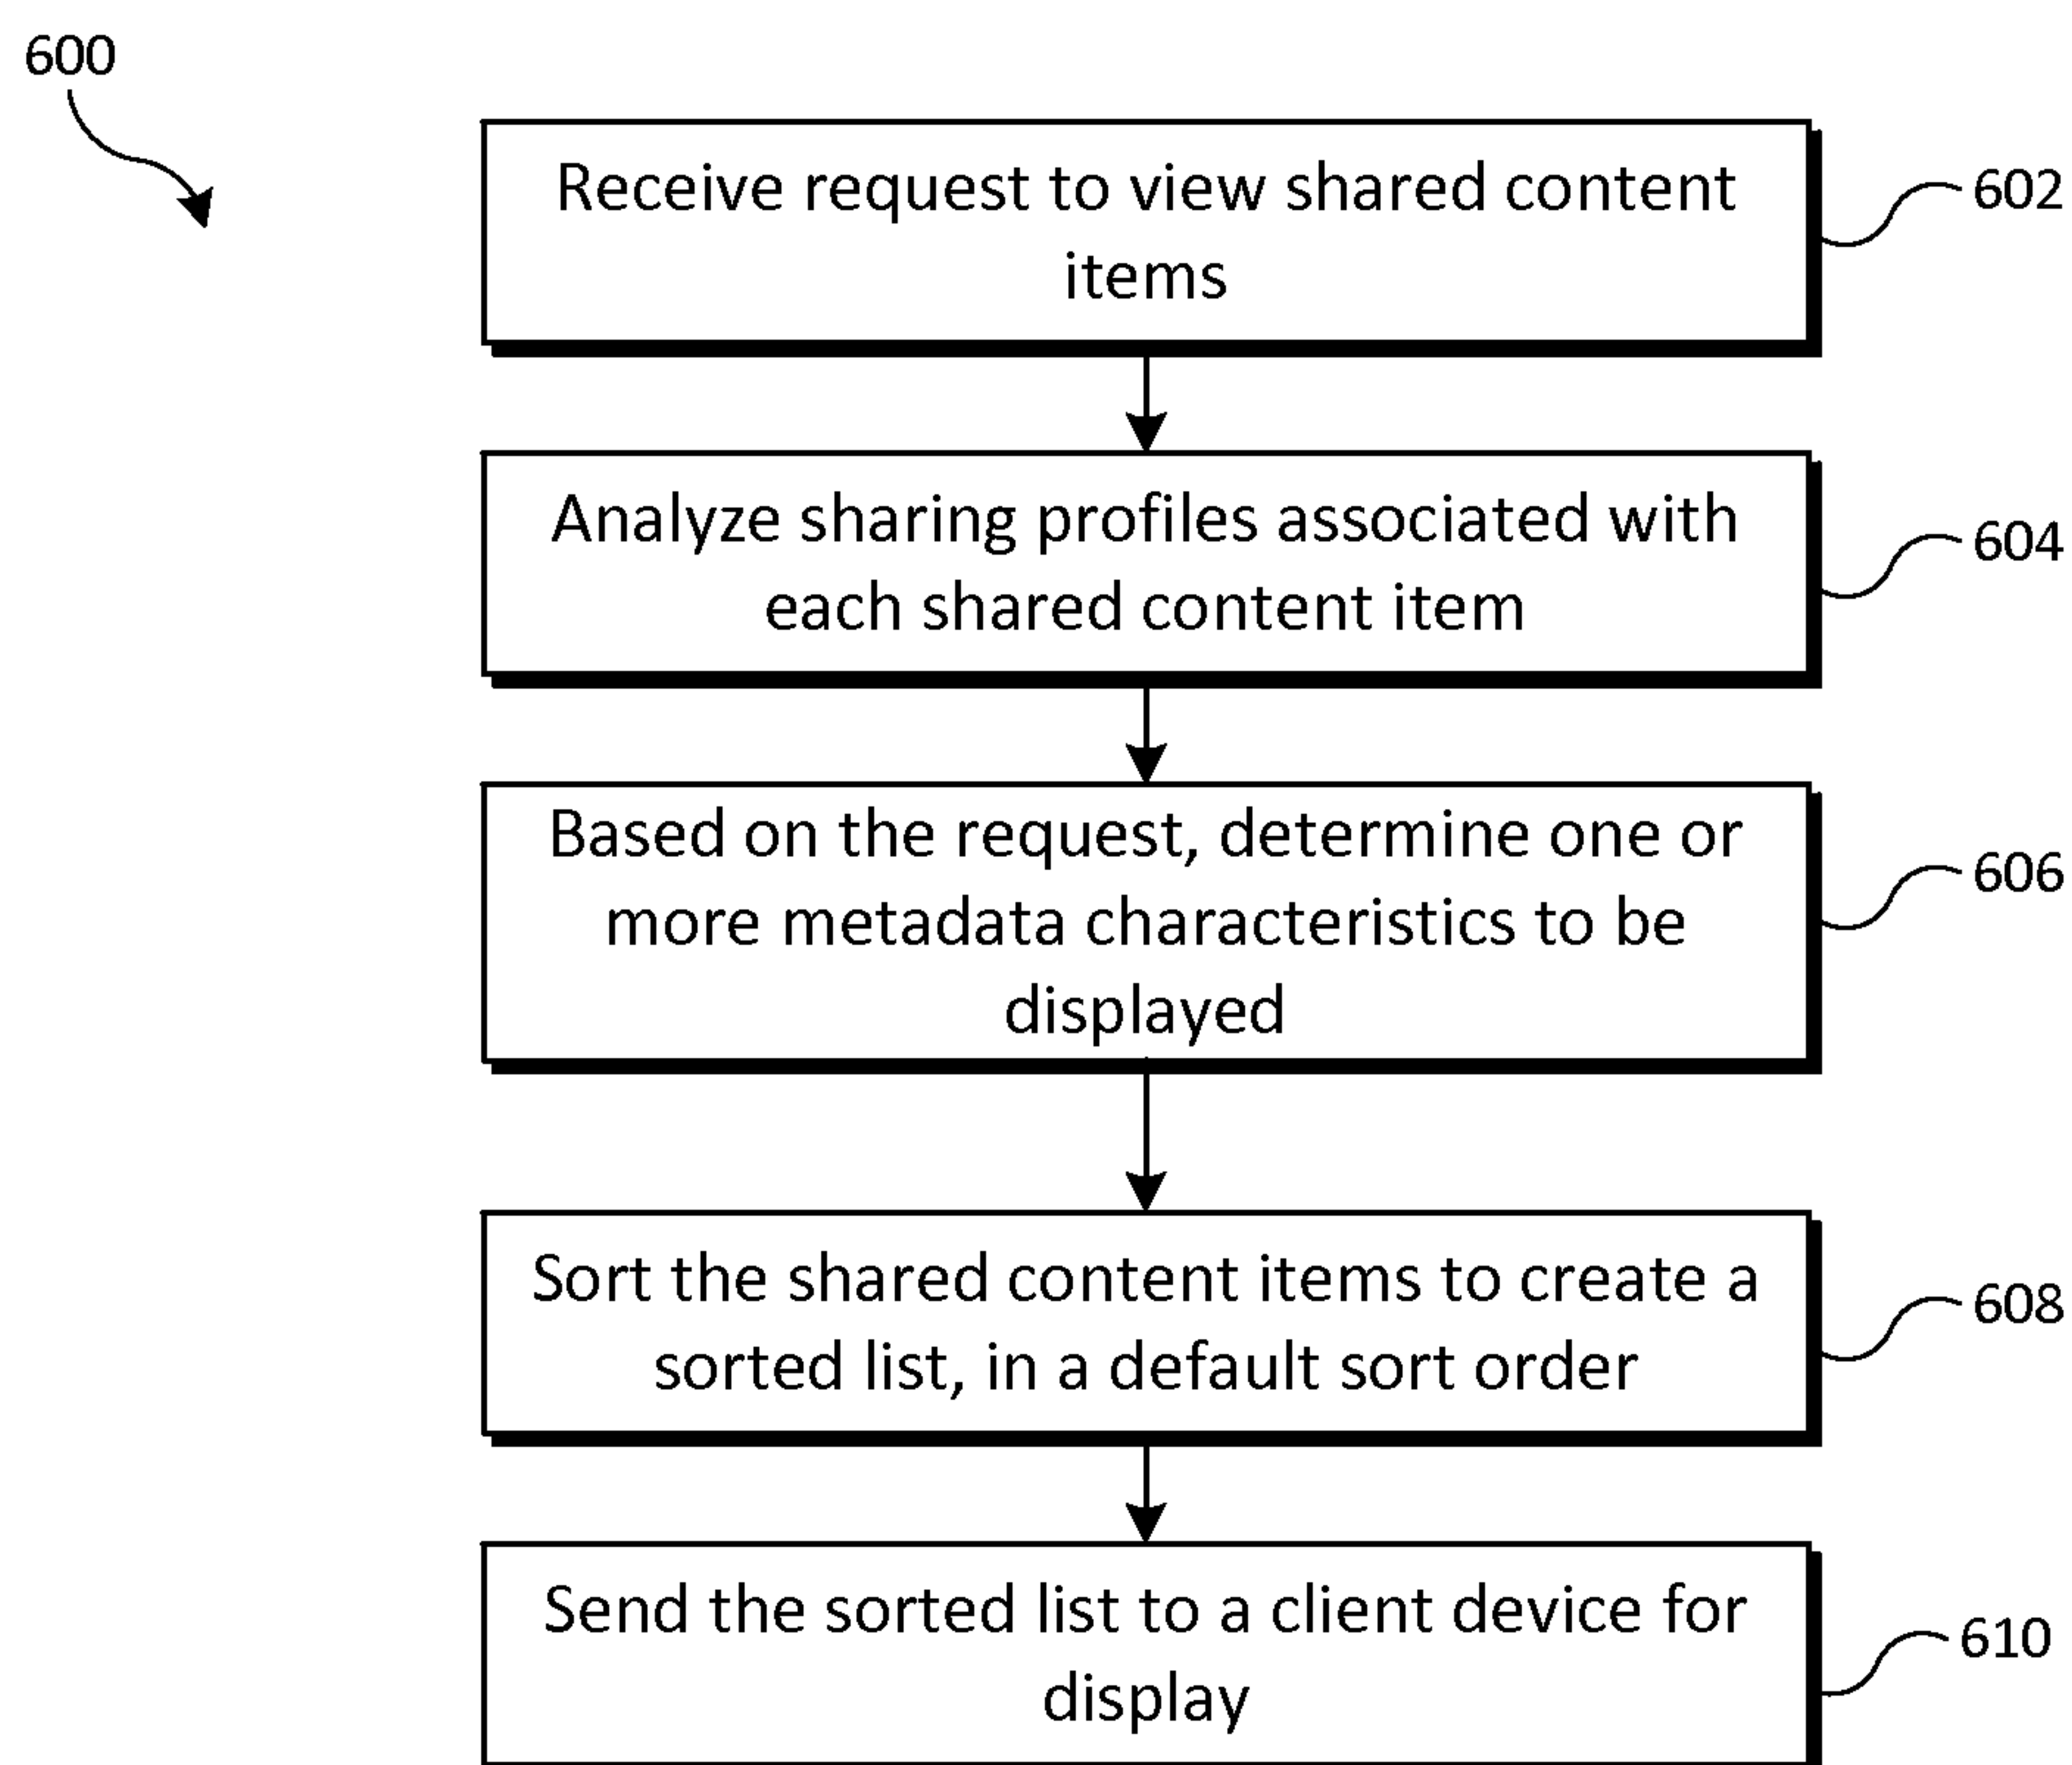 600
Receive request to view shared content
items
602
Analyze sharing profiles associated with
each shared content item
604
Based on the request, determine one or
more metadata characteristics to be
displayed
606
Sort the shared content items to create a
sorted list, in a default sort order
608
Send the sorted list to a client device for
display
610